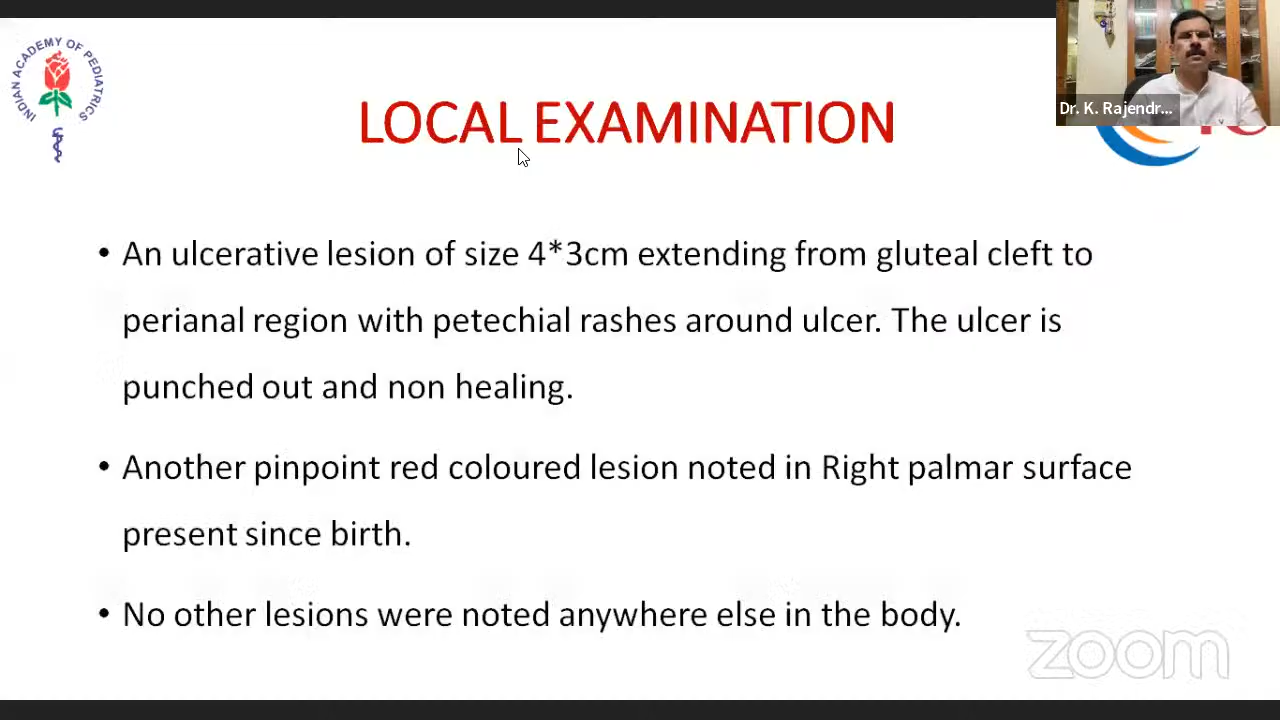 INDIAN ACADEMY OF PEDIATRICS
Dr. K. Rajendr...
LOCAL EXAMINATION
• An ulcerative lesion of size 4*3cm extending from gluteal cleft to
perianal region with petechial rashes around ulcer. The ulcer is
punched out and non healing.
• Another pinpoint red coloured lesion noted in Right palmar surface
present since birth.
• No other lesions were noted anywhere else in the body.
zoom